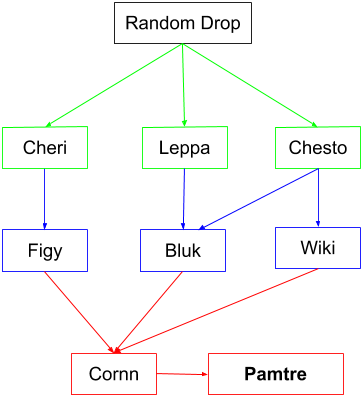 Random Drop
Cheri
Leppa
Chesto
Figy
Bluk
Wiki
Cornn
Pamtre